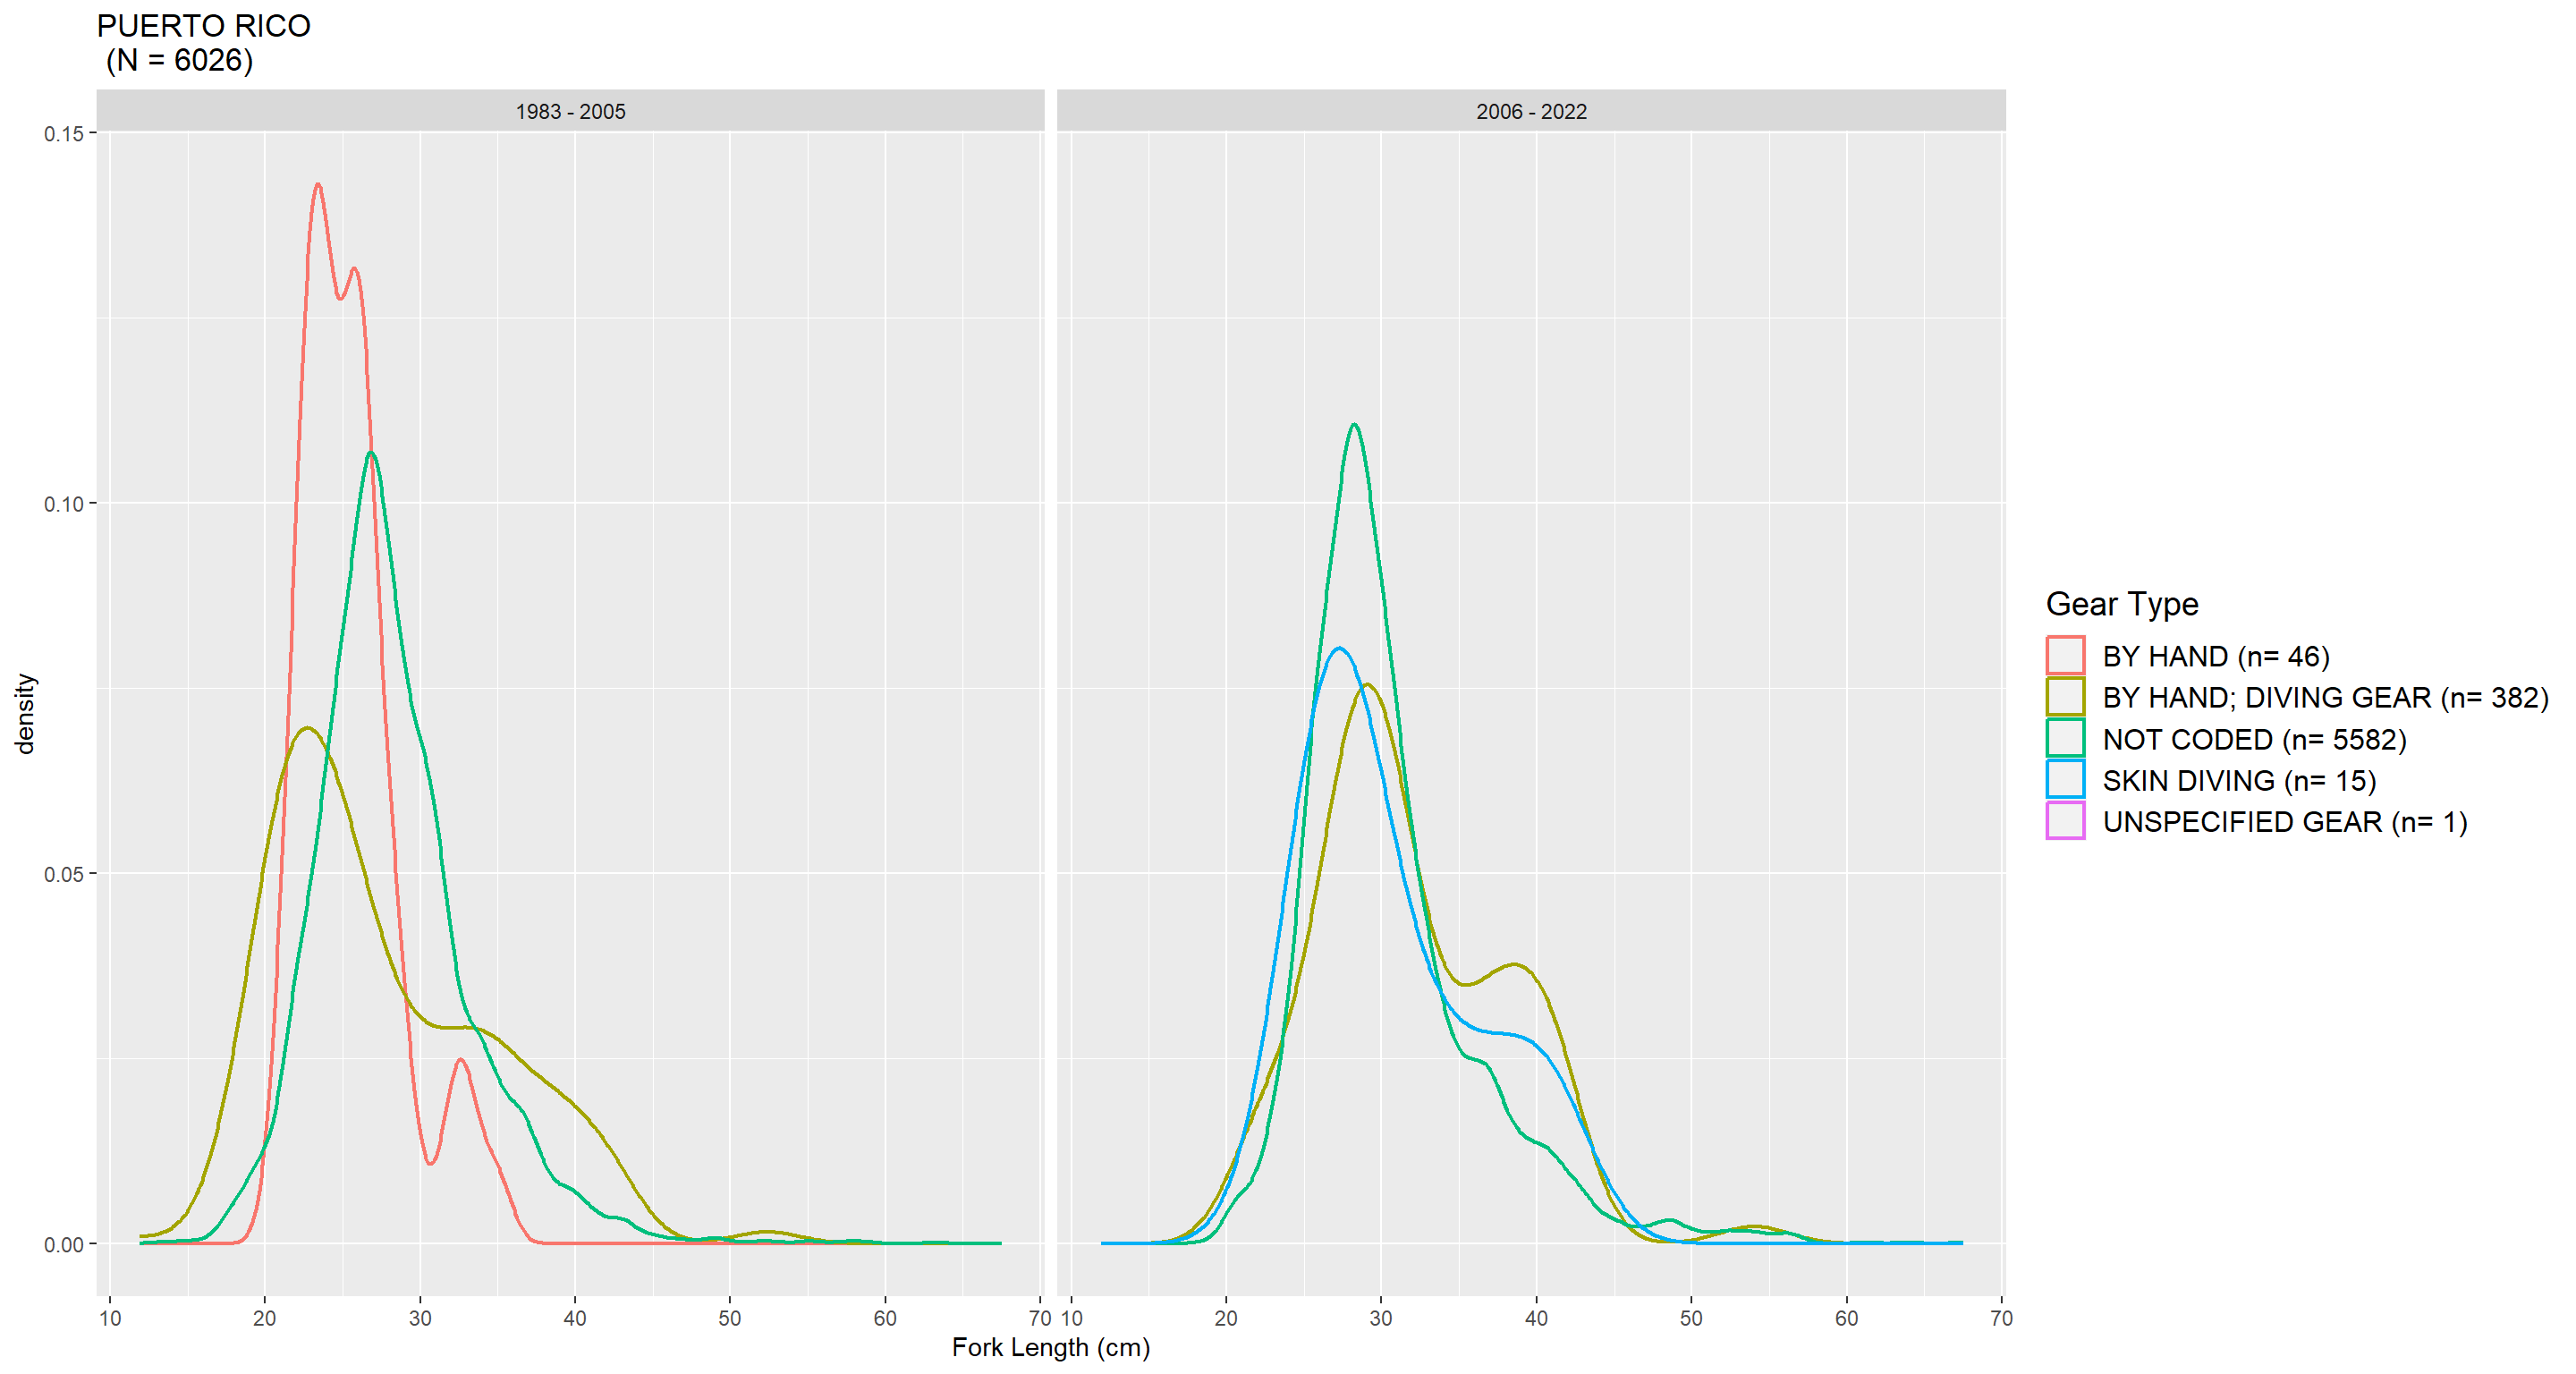 PUERTO RICO
(N = 6026)
1983 - 2005
2006 - 2022
0.15
0.10
0.05
0.00
density
10 20 30 40 50 60 70
10 20 30 40 50 60 70
Fork Length (cm)
Gear Type
BY HAND (n= 46)
BY HAND; DIVING GEAR (n= 382)
NOT CODED (n= 5582)
SKIN DIVING (n= 15)
UNSPECIFIED GEAR (n= 1)